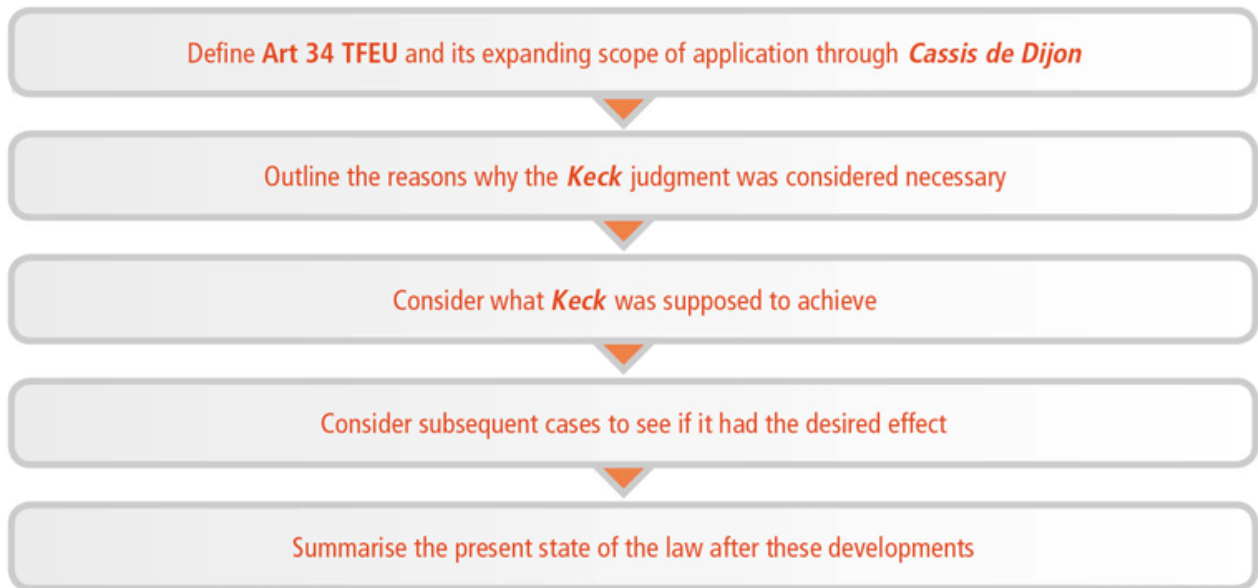 Define Art 34 TFEU and its expanding scope of application through Cassis de Dijon
Outline the reasons why the Keck judgment was considered necessary
Consider what Keck was supposed to achieve
Consider subsequent cases to see if it had the desired effect
Summarise the present state of the law after these developments